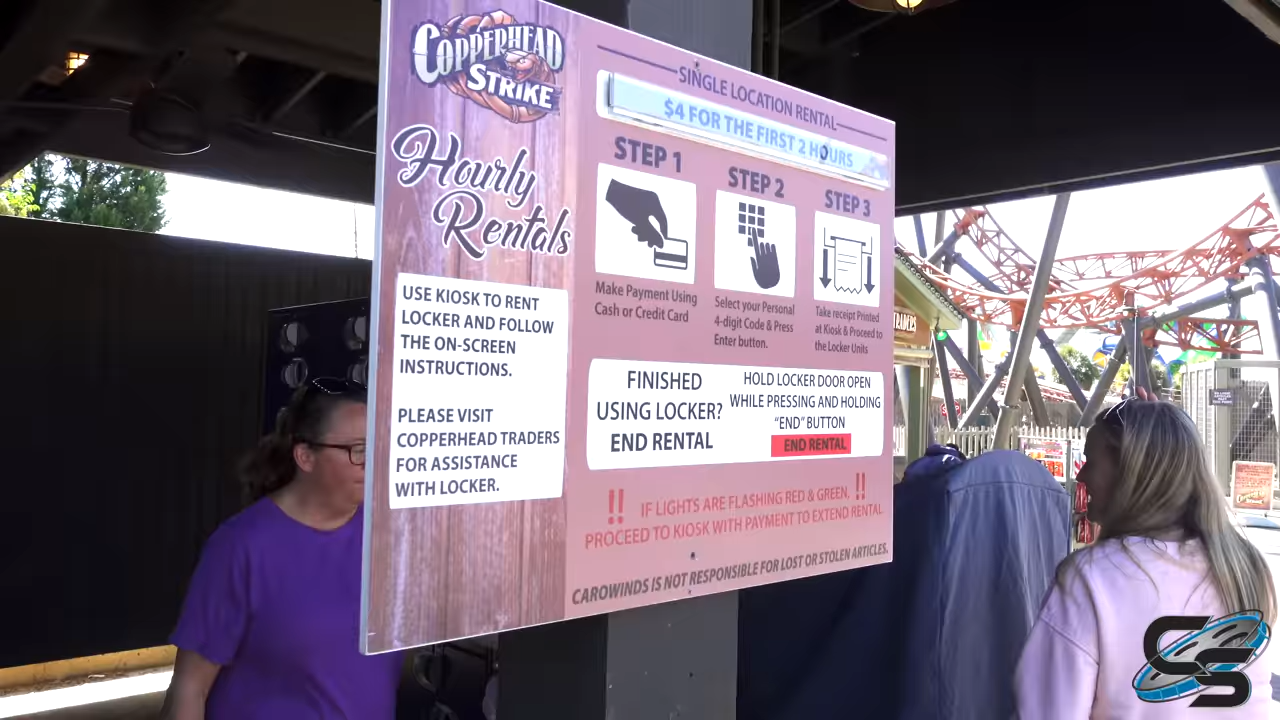 COPPERHEAD
STRIKE
Hourly
Rentals
USE KIOSK TO RENT
LOCKER AND FOLLOW
THE ON-SCREEN
INSTRUCTIONS.
PLEASE VISIT
COPPERHEAD TRADERS
FOR ASSISTANCE
WITH LOCKER.
SINGLE LOCATION RENTAL
$4 FOR THE FIRST 2 HOURS
STEP 1
Make Payment Using
Cash or Credit Card
STEP 2
Select your Personal
4-digit Code & Press
Enter button.
STEP 3
Take receipt Printed
at Kiosk & Proceed to
the Locker Units
FINISHED
USING LOCKER?
END RENTAL
HOLD LOCKER DOOR OPEN
WHILE PRESSING AND HOLDING
“END” BUTTON
END RENTAL
!! IF LIGHTS ARE FLASHING RED & GREEN, !!
PROCEED TO KIOSK WITH PAYMENT TO EXTEND RENTAL
CAROWINDS IS NOT RESPONSIBLE FOR LOST OR STOLEN ARTICLES.
TRADERS
CFS